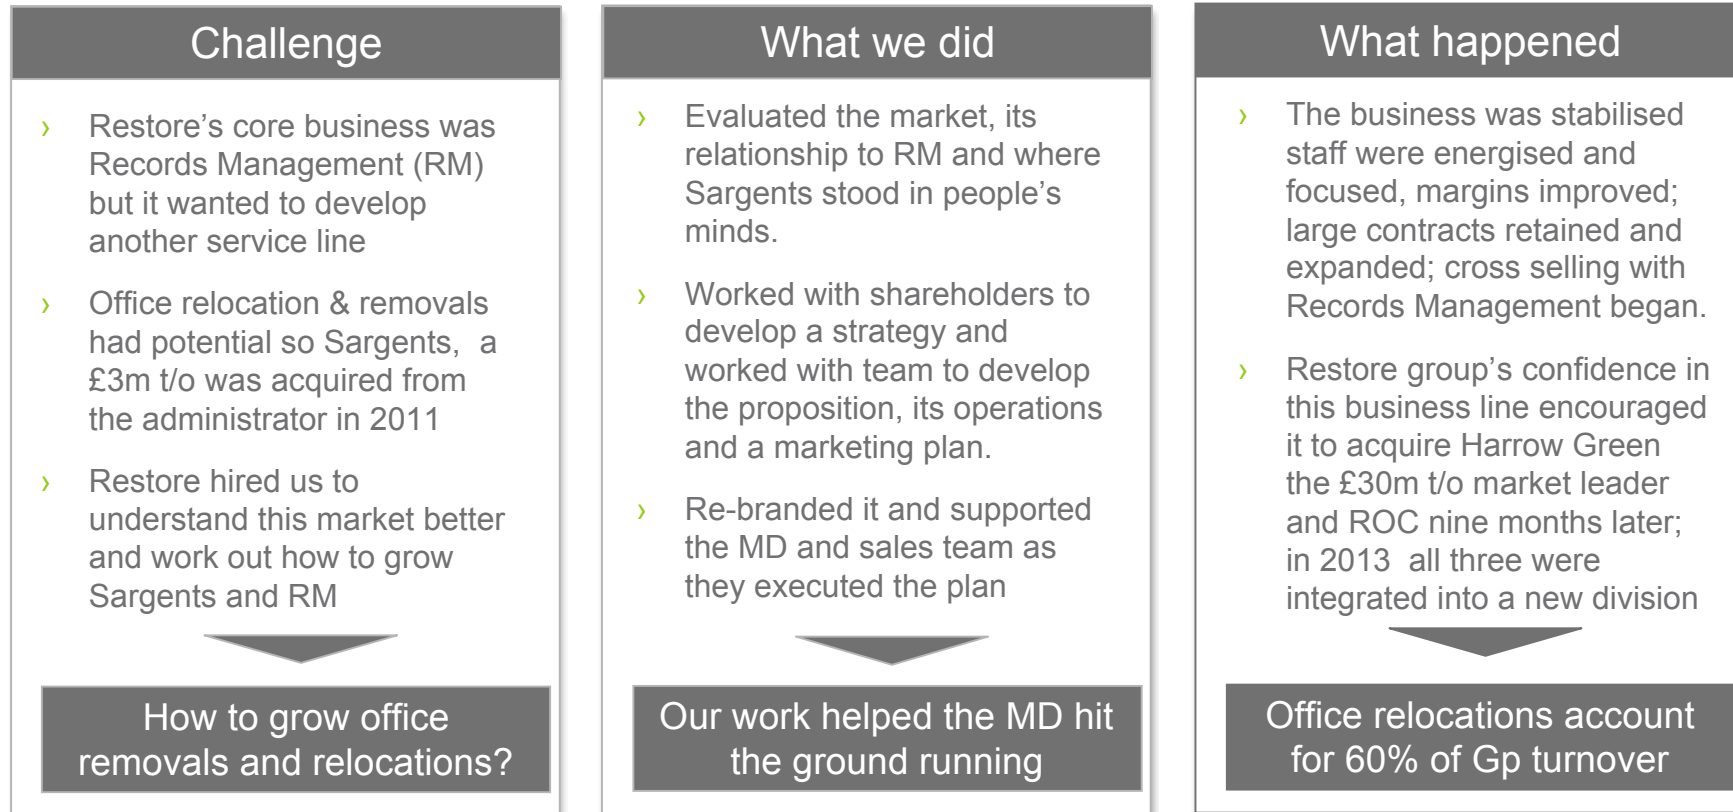 Challenge
› Restore’s core business was
Records Management (RM)
but it wanted to develop
another service line
› Office relocation & removals
had potential so Sargents, a
£3m t/o was acquired from
the administrator in 2011
› Restore hired us to
understand this market better
and work out how to grow
Sargents and RM
How to grow office
removals and relocations?
What we did
› Evaluated the market, its
relationship to RM and where
Sargents stood in people’s
minds.
› Worked with shareholders to
develop a strategy and
worked with team to develop
the proposition, its operations
and a marketing plan.
› Re-branded it and supported
the MD and sales team as
they executed the plan
Our work helped the MD hit
the ground running
What happened
› The business was stabilised
staff were energised and
focused, margins improved;
large contracts retained and
expanded; cross selling with
Records Management began.
› Restore group’s confidence in
this business line encouraged
it to acquire Harrow Green
the £30m t/o market leader
and ROC nine months later;
in 2013 all three were
integrated into a new division
Office relocations account
for 60% of Gp turnover